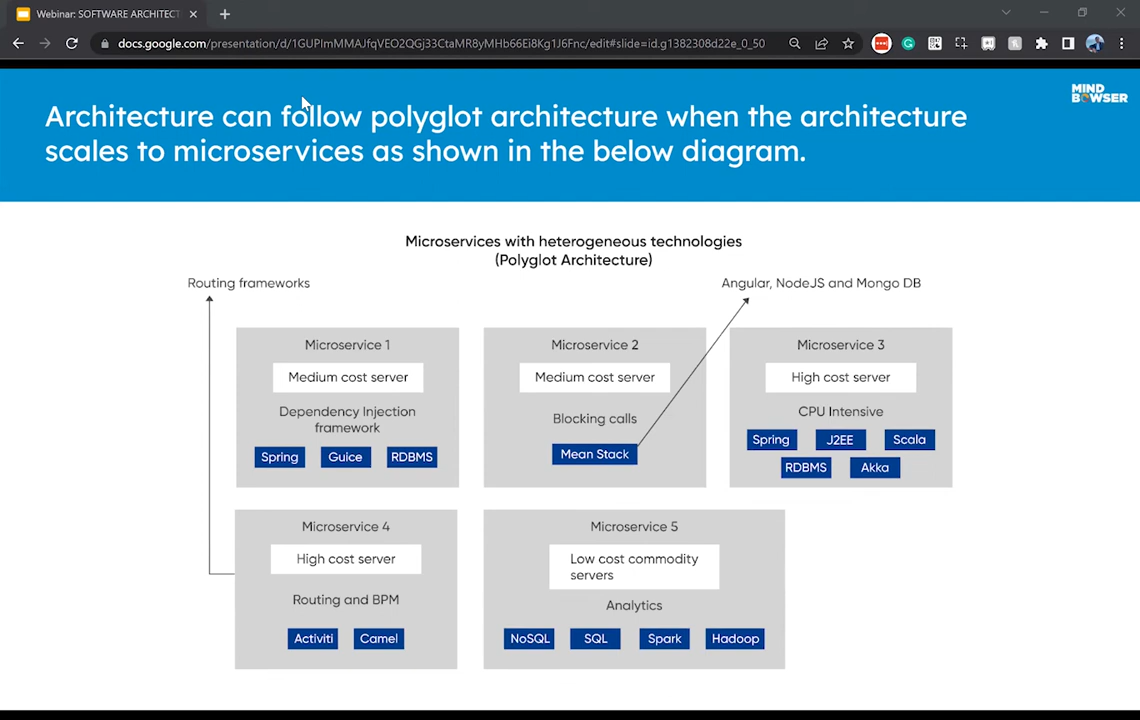 Webinar: SOFTWARE ARCHITECT
docs.google.com/presentation/d/1GUPImMMAJfqVEO2QGj33CtaMR8yMHb66Ei8Kg1J6Fnc/edit#slide=id.g1382308d22e_0_50
MIND
BOWSER
Architecture can follow polyglot architecture when the architecture
scales to microservices as shown in the below diagram.
Microservices with heterogeneous technologies
(Polyglot Architecture)
Routing frameworks
Angular, NodeJS and Mongo DB
Microservice 1
Medium cost server
Dependency Injection
framework
Spring
Guice
RDBMS
Microservice 2
Medium cost server
Blocking calls
Mean Stack
Microservice 3
High cost server
CPU Intensive
Spring
J2EE
Scala
RDBMS
Akka
Microservice 4
High cost server
Routing and BPM
Activiti
Camel
Microservice 5
Low cost commodity
servers
Analytics
NoSQL
SQL
Spark
Hadoop